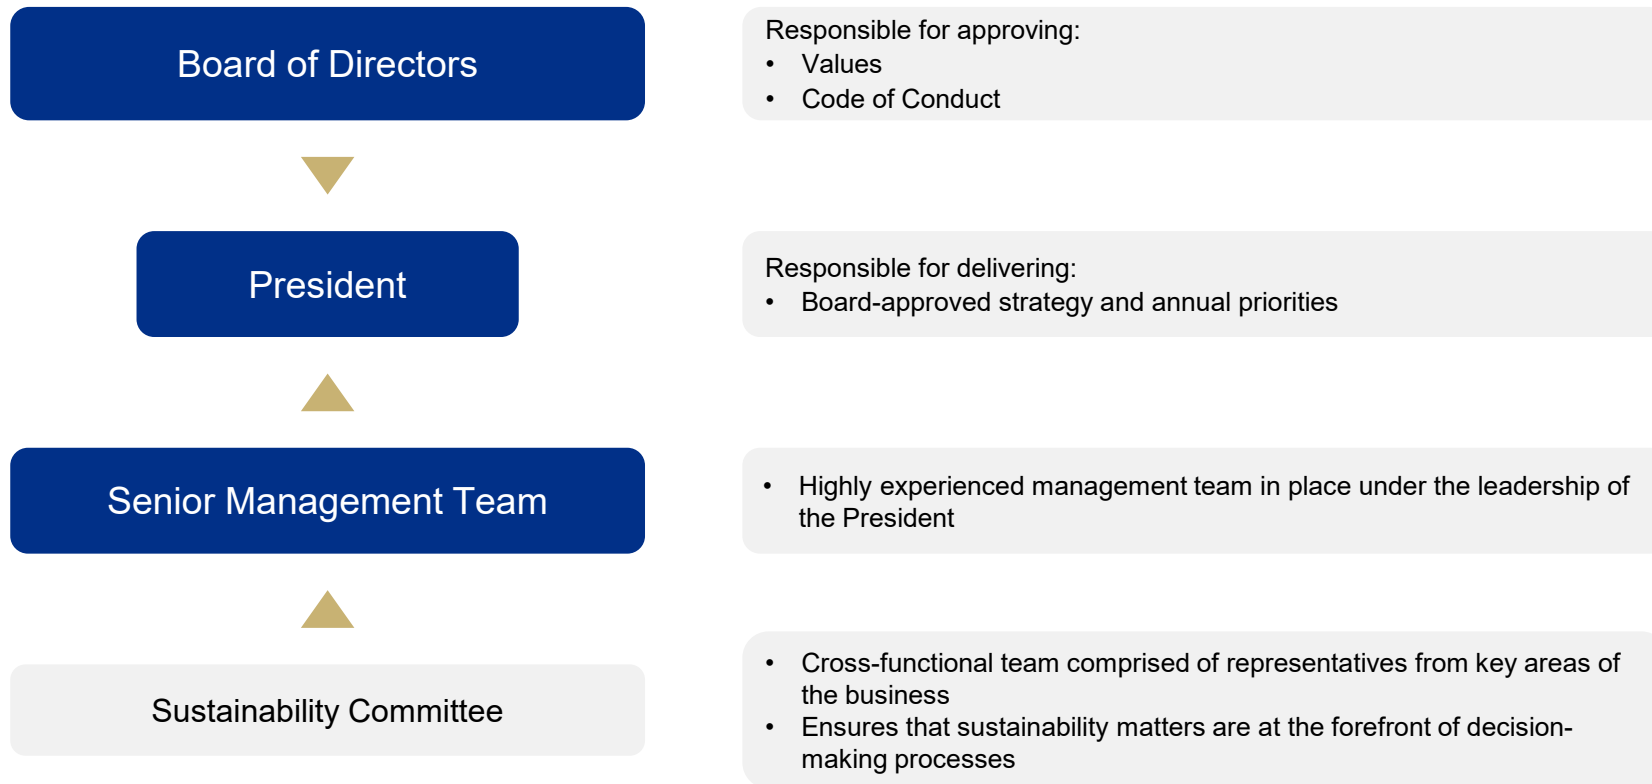 Board of Directors
Responsible for approving:
• Values
• Code of Conduct
President
Responsible for delivering:
• Board-approved strategy and annual priorities
Senior Management Team
• Highly experienced management team in place under the leadership of
the President
Sustainability Committee
• Cross-functional team comprised of representatives from key areas of
the business
• Ensures that sustainability matters are at the forefront of decision-
making processes